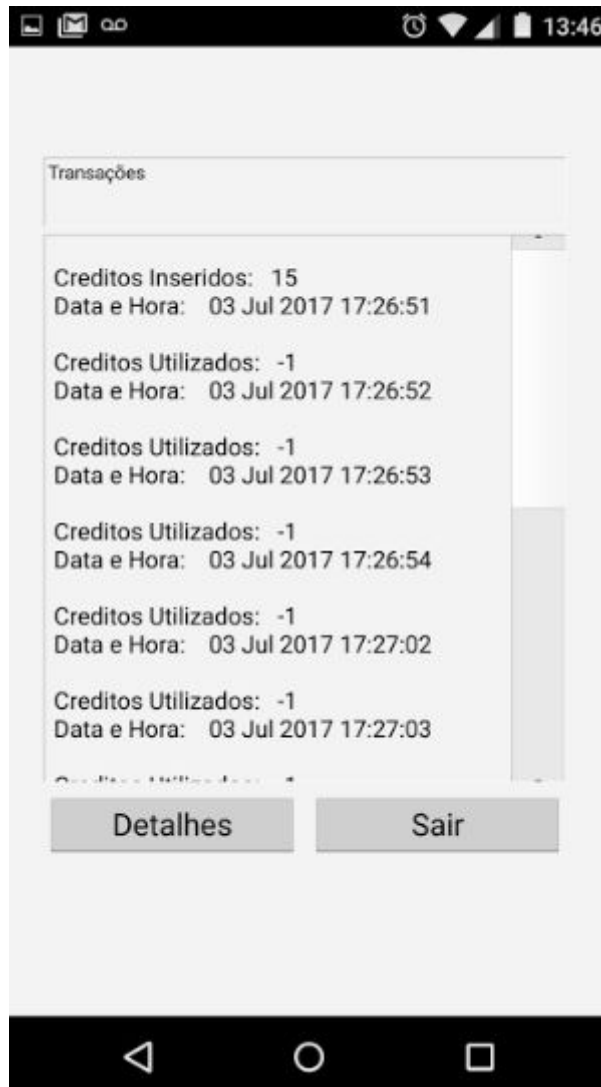 13:46
Transações
Creditos Inseridos: 15
Data e Hora: 03 Jul 2017 17:26:51
Creditos Utilizados: -1
Data e Hora: 03 Jul 2017 17:26:52
Creditos Utilizados: -1
Data e Hora: 03 Jul 2017 17:26:53
Creditos Utilizados: -1
Data e Hora: 03 Jul 2017 17:26:54
Creditos Utilizados: -1
Data e Hora: 03 Jul 2017 17:27:02
Creditos Utilizados: -1
Data e Hora: 03 Jul 2017 17:27:03
Detalhes Sair